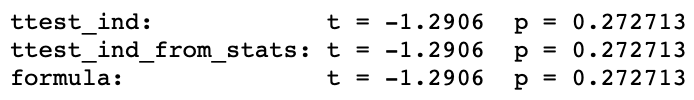 ttest_ind:            t = -1.2906  p = 0.272713
ttest_ind_from_stats: t = -1.2906  p = 0.272713
formula:              t = -1.2906  p = 0.272713